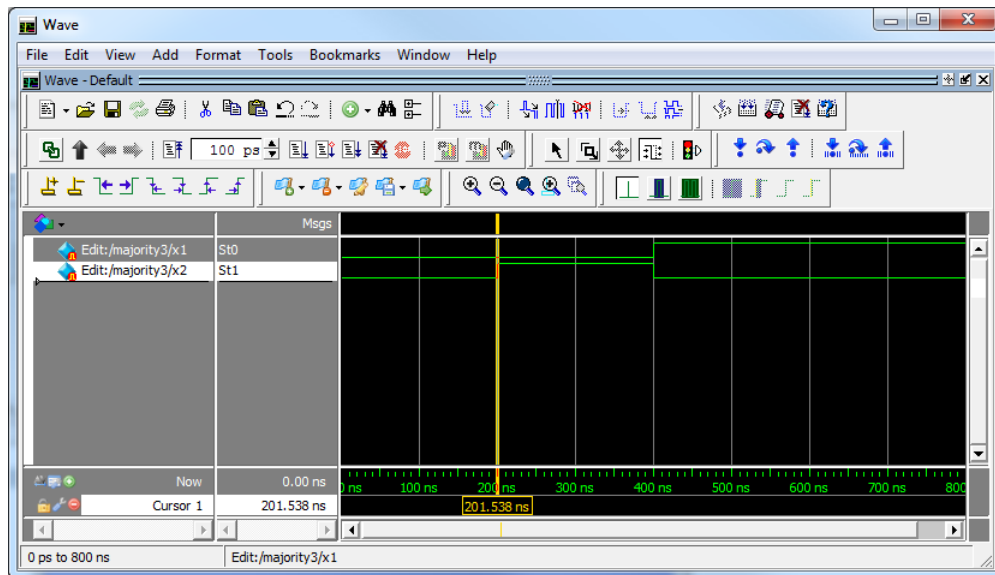 Wave
File Edit View Add Format Tools Bookmarks Window Help
Wave - Default
100 ps
Msgs
Edit:/majority3/x1 St0
Edit:/majority3/x2 St1
Now 0.00 ns
ns 100 ns 200 ns 300 ns 400 ns 500 ns 600 ns 700 ns 800
Cursor 1 201.538 ns
201.538 ns
0 ps to 800 ns Edit:/majority3/x1